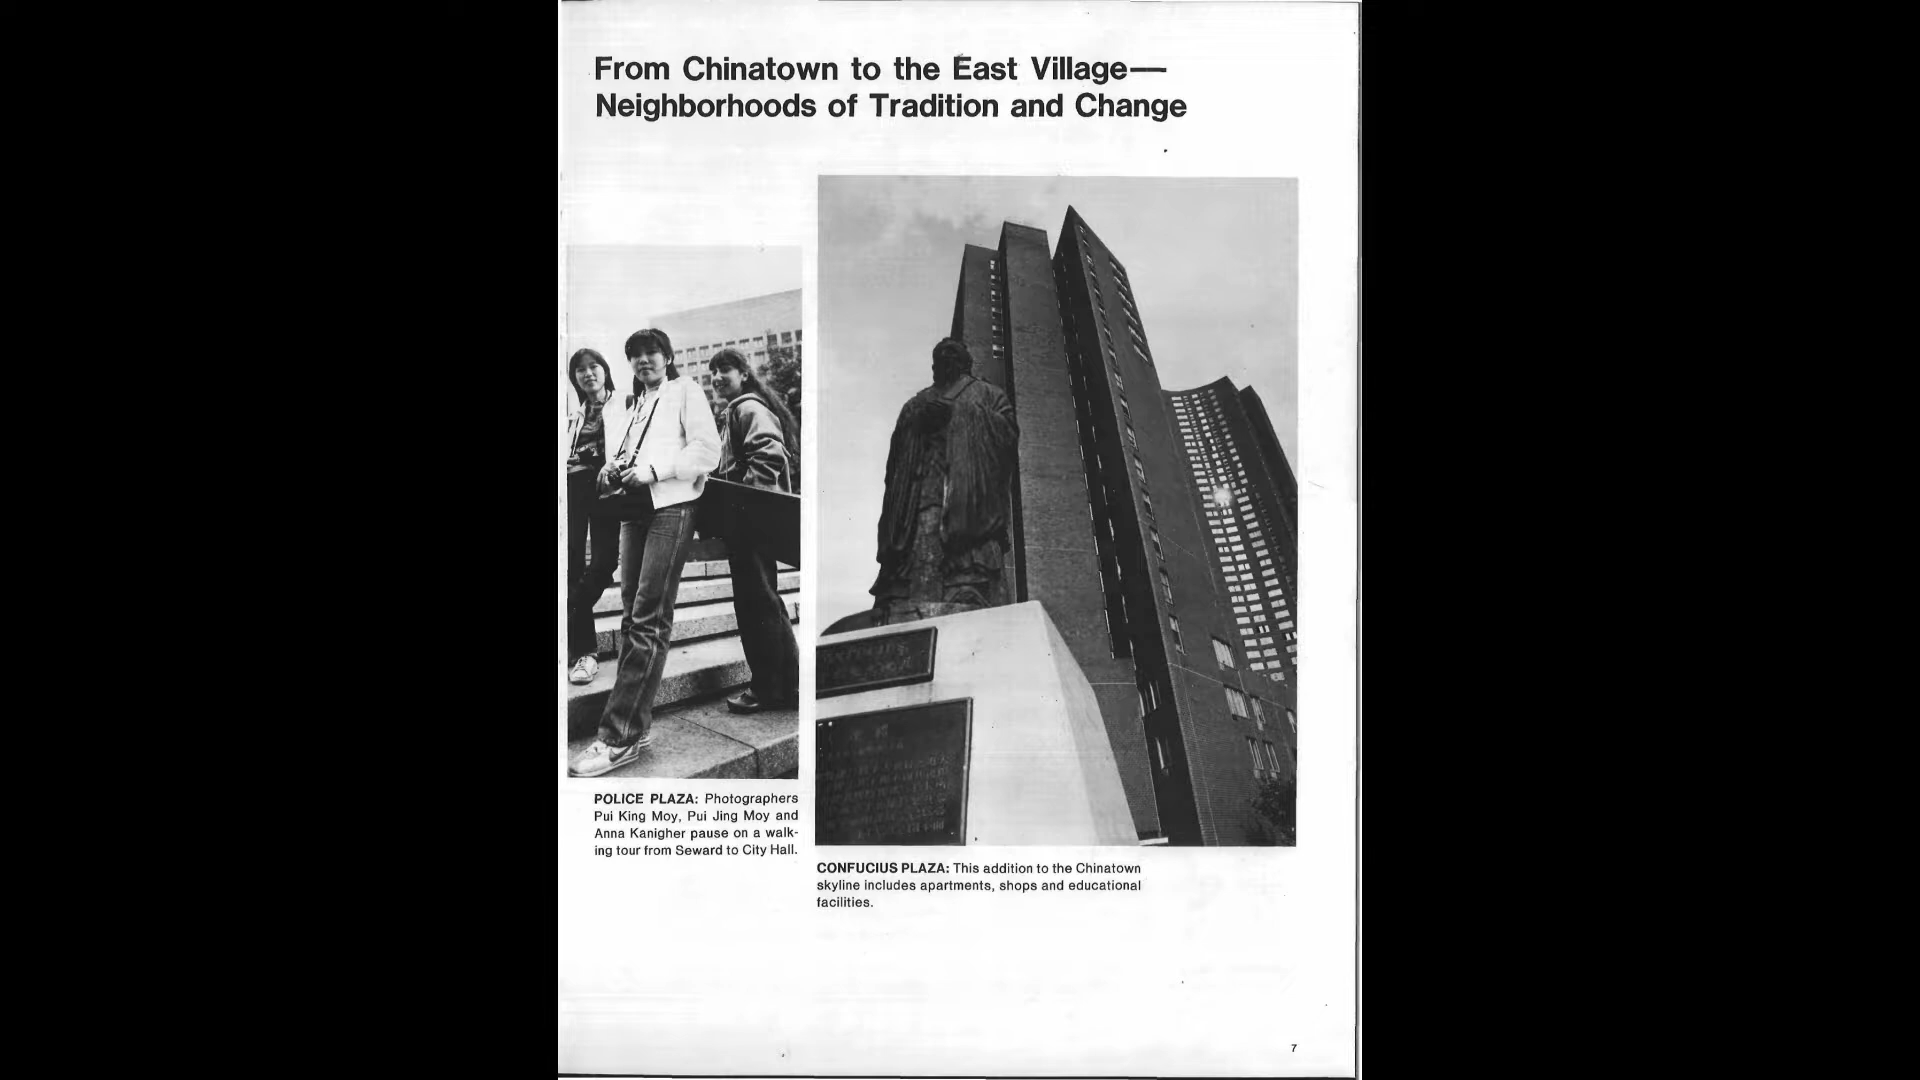 From Chinatown to the East Village—
Neighborhoods of Tradition and Change
POLICE PLAZA: Photographers
Pui King Moy, Pui Jing Moy and
Anna Kanigher pause on a walk-
ing tour from Seward to City Hall.
CONFUCIUS PLAZA: This addition to the Chinatown
skyline includes apartments, shops and educational
facilities.
7